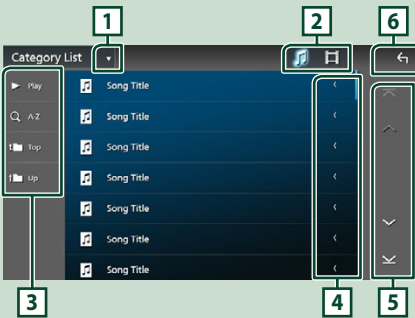 1
2
6
Category List
Play
Song Title
A-Z
Song Title
Top
Song Title
Up
Song Title
Song Title
Song Title
Song Title
3
4
5